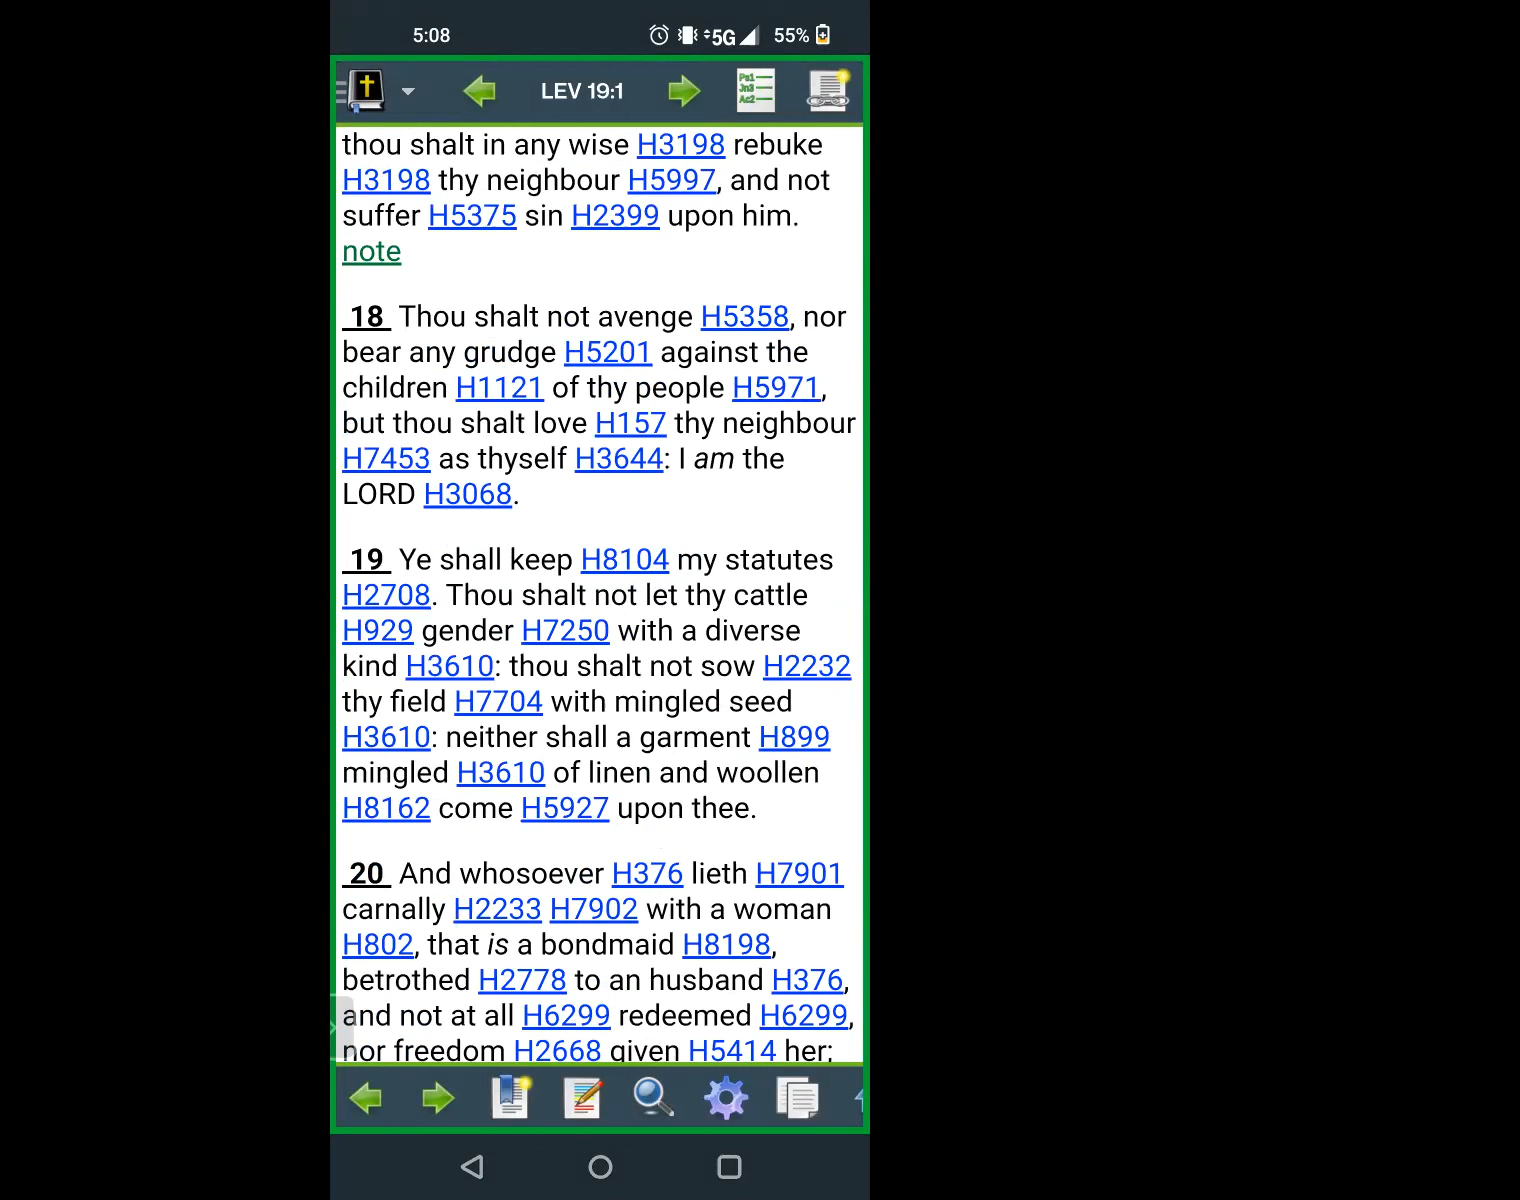 5:08 5G 55%
LEV 19:1 Ps1 Jn3 Ac2
thou shalt in any wise H3198 rebuke
H3198 thy neighbour H5997, and not
suffer H5375 sin H2399 upon him.
note
18 Thou shalt not avenge H5358, nor
bear any grudge H5201 against the
children H1121 of thy people H5971,
but thou shalt love H157 thy neighbour
H7453 as thyself H3644: I am the
LORD H3068.
19 Ye shall keep H8104 my statutes
H2708. Thou shalt not let thy cattle
H929 gender H7250 with a diverse
kind H3610: thou shalt not sow H2232
thy field H7704 with mingled seed
H3610: neither shall a garment H899
mingled H3610 of linen and woollen
H8162 come H5927 upon thee.
20 And whosoever H376 lieth H7901
carnally H2233 H7902 with a woman
H802, that is a bondmaid H8198,
betrothed H2778 to an husband H376,
and not at all H6299 redeemed H6299,
nor freedom H2668 given H5414 her;